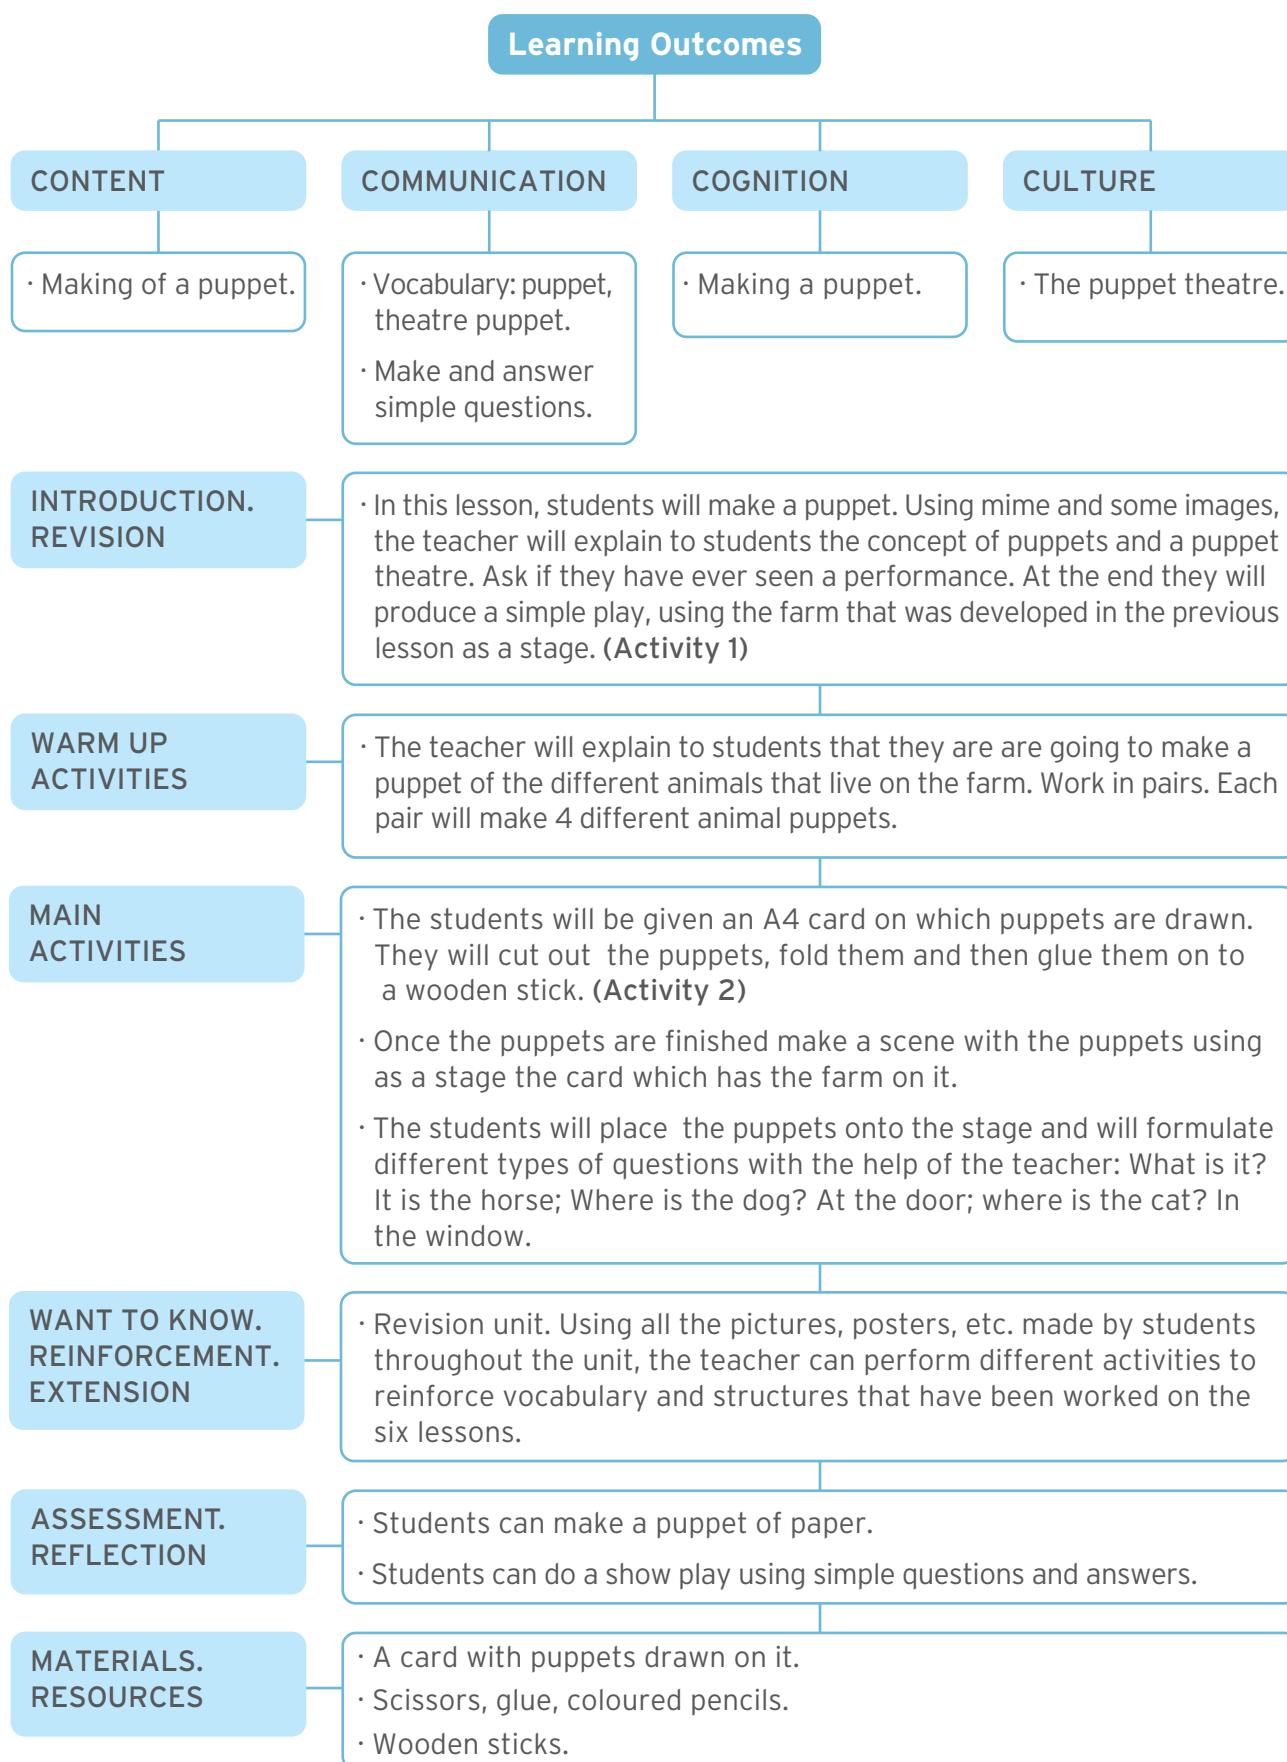 Learning Outcomes
CONTENT
COMMUNICATION
COGNITION
CULTURE
· Making of a puppet.
· Vocabulary: puppet,
theatre puppet.
· Make and answer
simple questions.
· Making a puppet.
· The puppet theatre.
INTRODUCTION.
REVISION
· In this lesson, students will make a puppet. Using mime and some images,
the teacher will explain to students the concept of puppets and a puppet
theatre. Ask if they have ever seen a performance. At the end they will
produce a simple play, using the farm that was developed in the previous
lesson as a stage. (Activity 1)
WARM UP
ACTIVITIES
· The teacher will explain to students that they are are going to make a
puppet of the different animals that live on the farm. Work in pairs. Each
pair will make 4 different animal puppets.
MAIN
ACTIVITIES
· The students will be given an A4 card on which puppets are drawn.
They will cut out the puppets, fold them and then glue them on to
a wooden stick. (Activity 2)
· Once the puppets are finished make a scene with the puppets using
as a stage the card which has the farm on it.
· The students will place the puppets onto the stage and will formulate
different types of questions with the help of the teacher: What is it?
It is the horse; Where is the dog? At the door; where is the cat? In
the window.
WANT TO KNOW.
REINFORCEMENT.
EXTENSION
· Revision unit. Using all the pictures, posters, etc. made by students
throughout the unit, the teacher can perform different activities to
reinforce vocabulary and structures that have been worked on the
six lessons.
ASSESSMENT.
REFLECTION
· Students can make a puppet of paper.
· Students can do a show play using simple questions and answers.
MATERIALS.
RESOURCES
· A card with puppets drawn on it.
· Scissors, glue, coloured pencils.
· Wooden sticks.